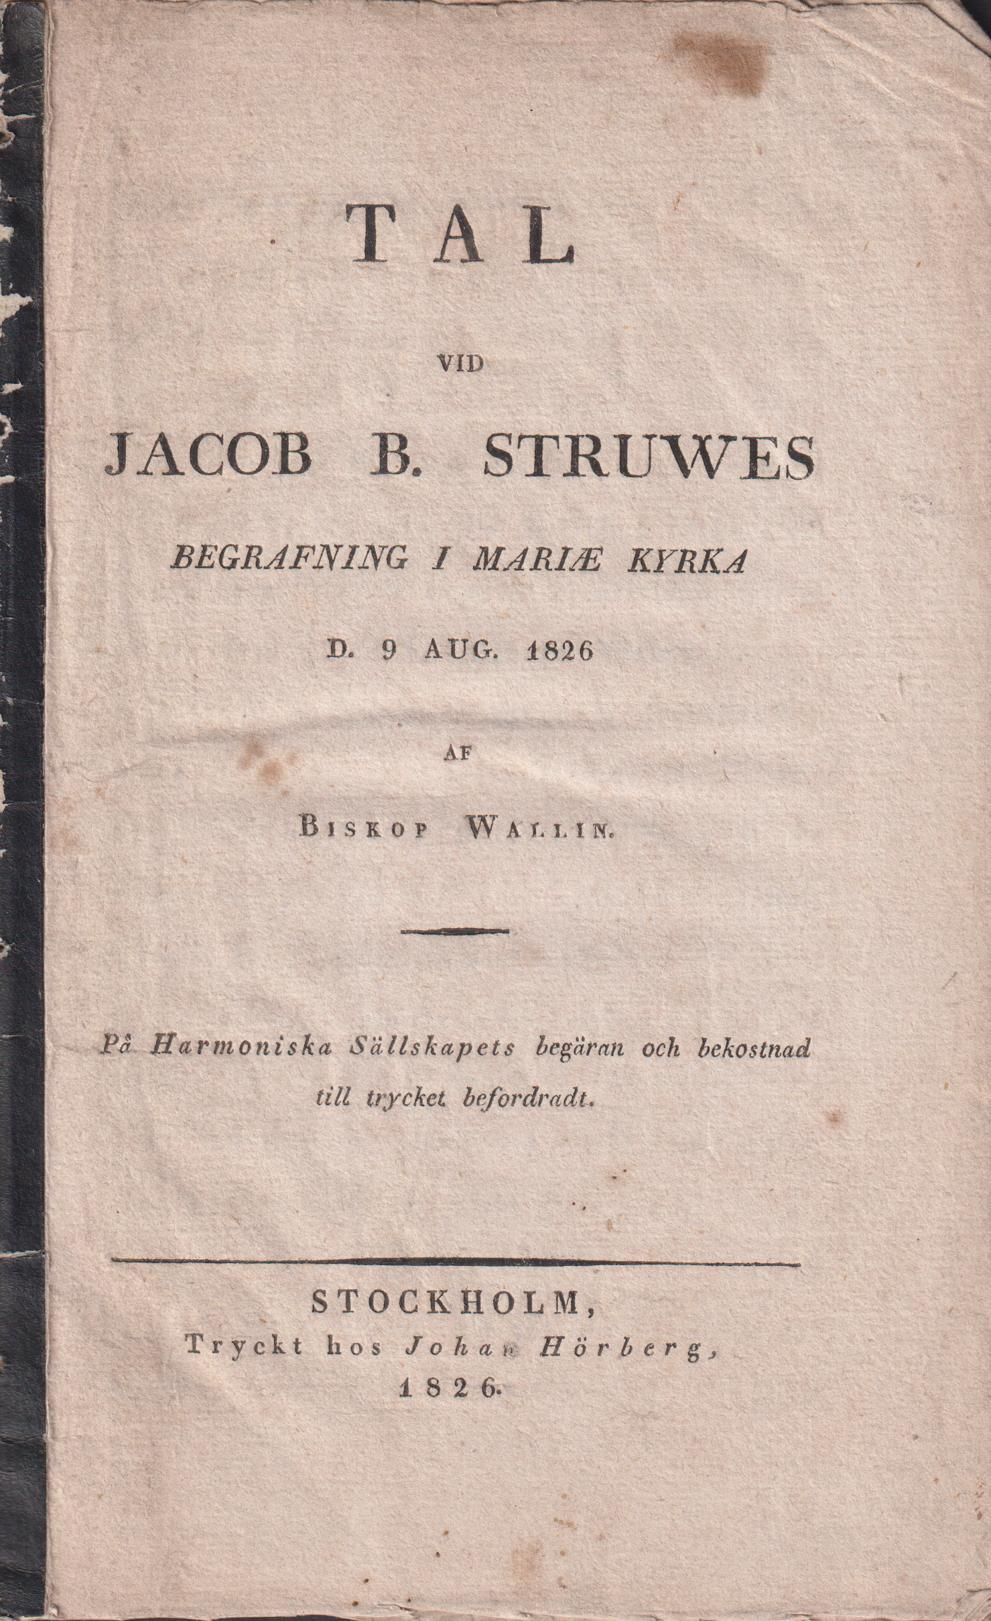 TAL
VID
JACOB B. STRUWES
BEGRAFNING I MARIÆ KYRKA
D. 9 AUG. 1826
AF
BISKOP WALLIN.
På Harmoniska Sällskapets begäran och bekostnad
till trycket befordradt.
STOCKHOLM,
Tryckt hos Johan Hörberg,
1826.